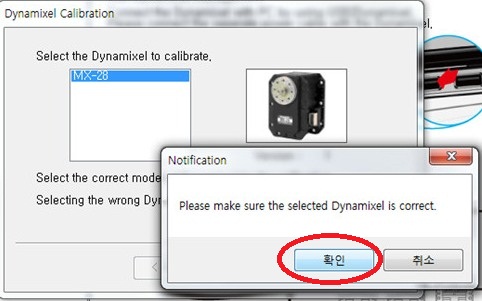 Dynamixel Calibration
Select the Dynamixel to calibrate.
MX-28
Select the correct mode
Selecting the wrong Dyn
Notification
Please make sure the selected Dynamixel is correct.
확인
취소